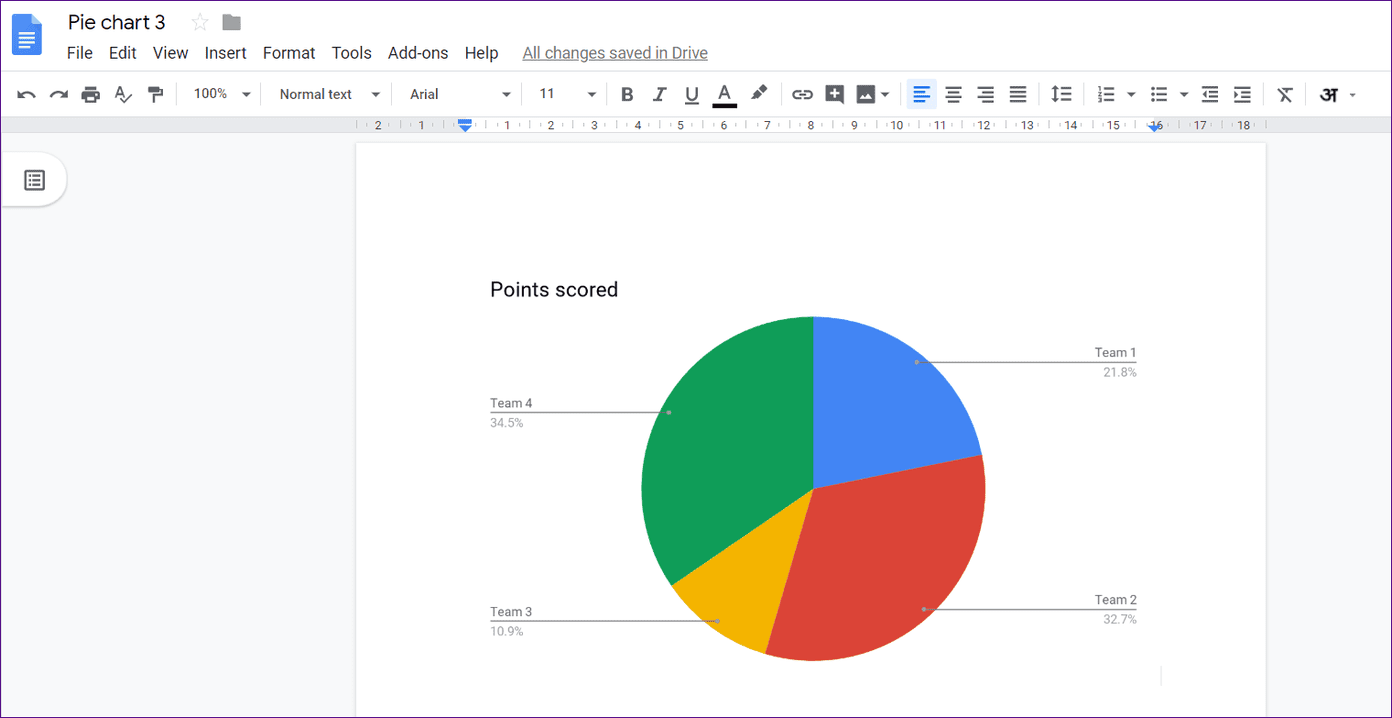 Pie chart 3
File Edit View Insert Format Tools Add-ons Help All changes saved in Drive
100% Normal text Arial 11 B I U A अ
2 1 1 2 3 4 5 6 7 8 9 10 11 12 13 14 15 16 17 18
Points scored
Team 1
21.8%
Team 4
34.5%
Team 2
32.7%
Team 3
10.9%